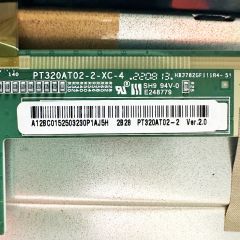 140 PT320AT02-2-XC-4 2208 13
SH9 94V-0
E248779
A12BC0152503230P1AJ5H 2B28 PT320AT02-2 Ver.2.0